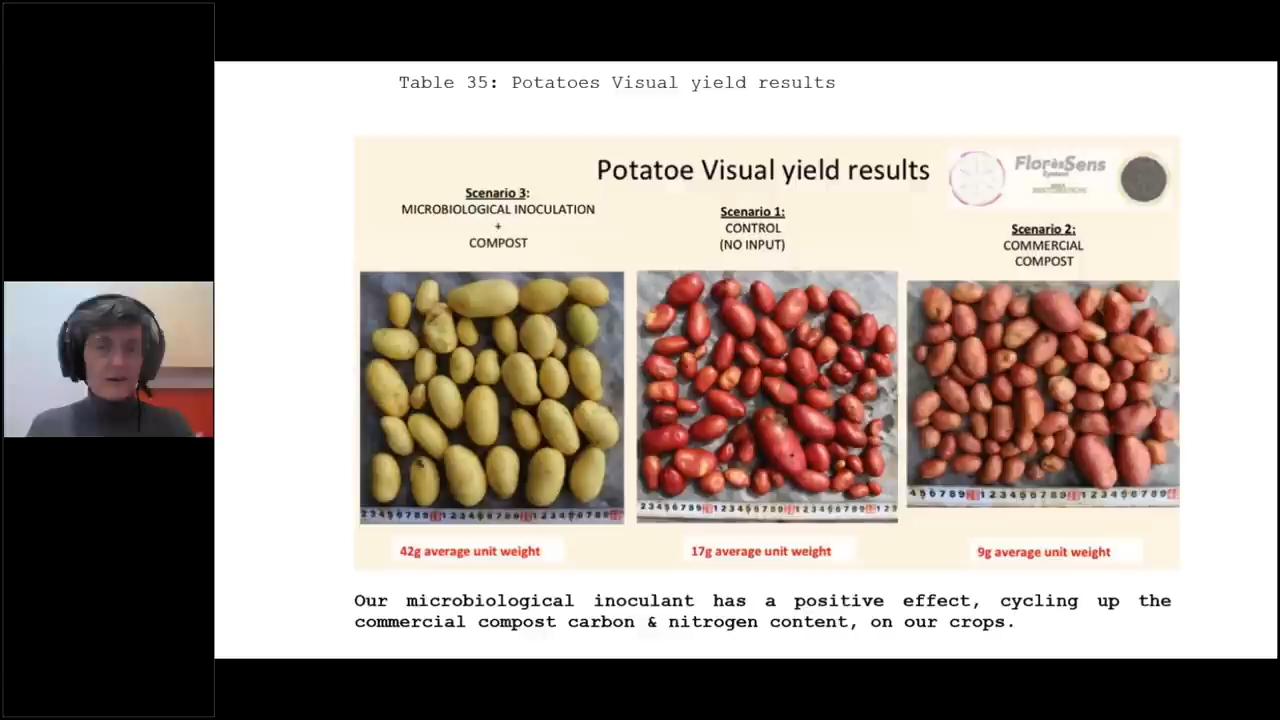 Table 35: Potatoes Visual yield results
Potatoe Visual yield results
FlorèSens
Scenario 3:
MICROBIOLOGICAL INOCULATION
+
COMPOST
Scenario 1:
CONTROL
(NO INPUT)
Scenario 2:
COMMERCIAL
COMPOST
42g average unit weight
17g average unit weight
9g average unit weight
Our microbiological inoculant has a positive effect, cycling up the
commercial compost carbon & nitrogen content, on our crops.